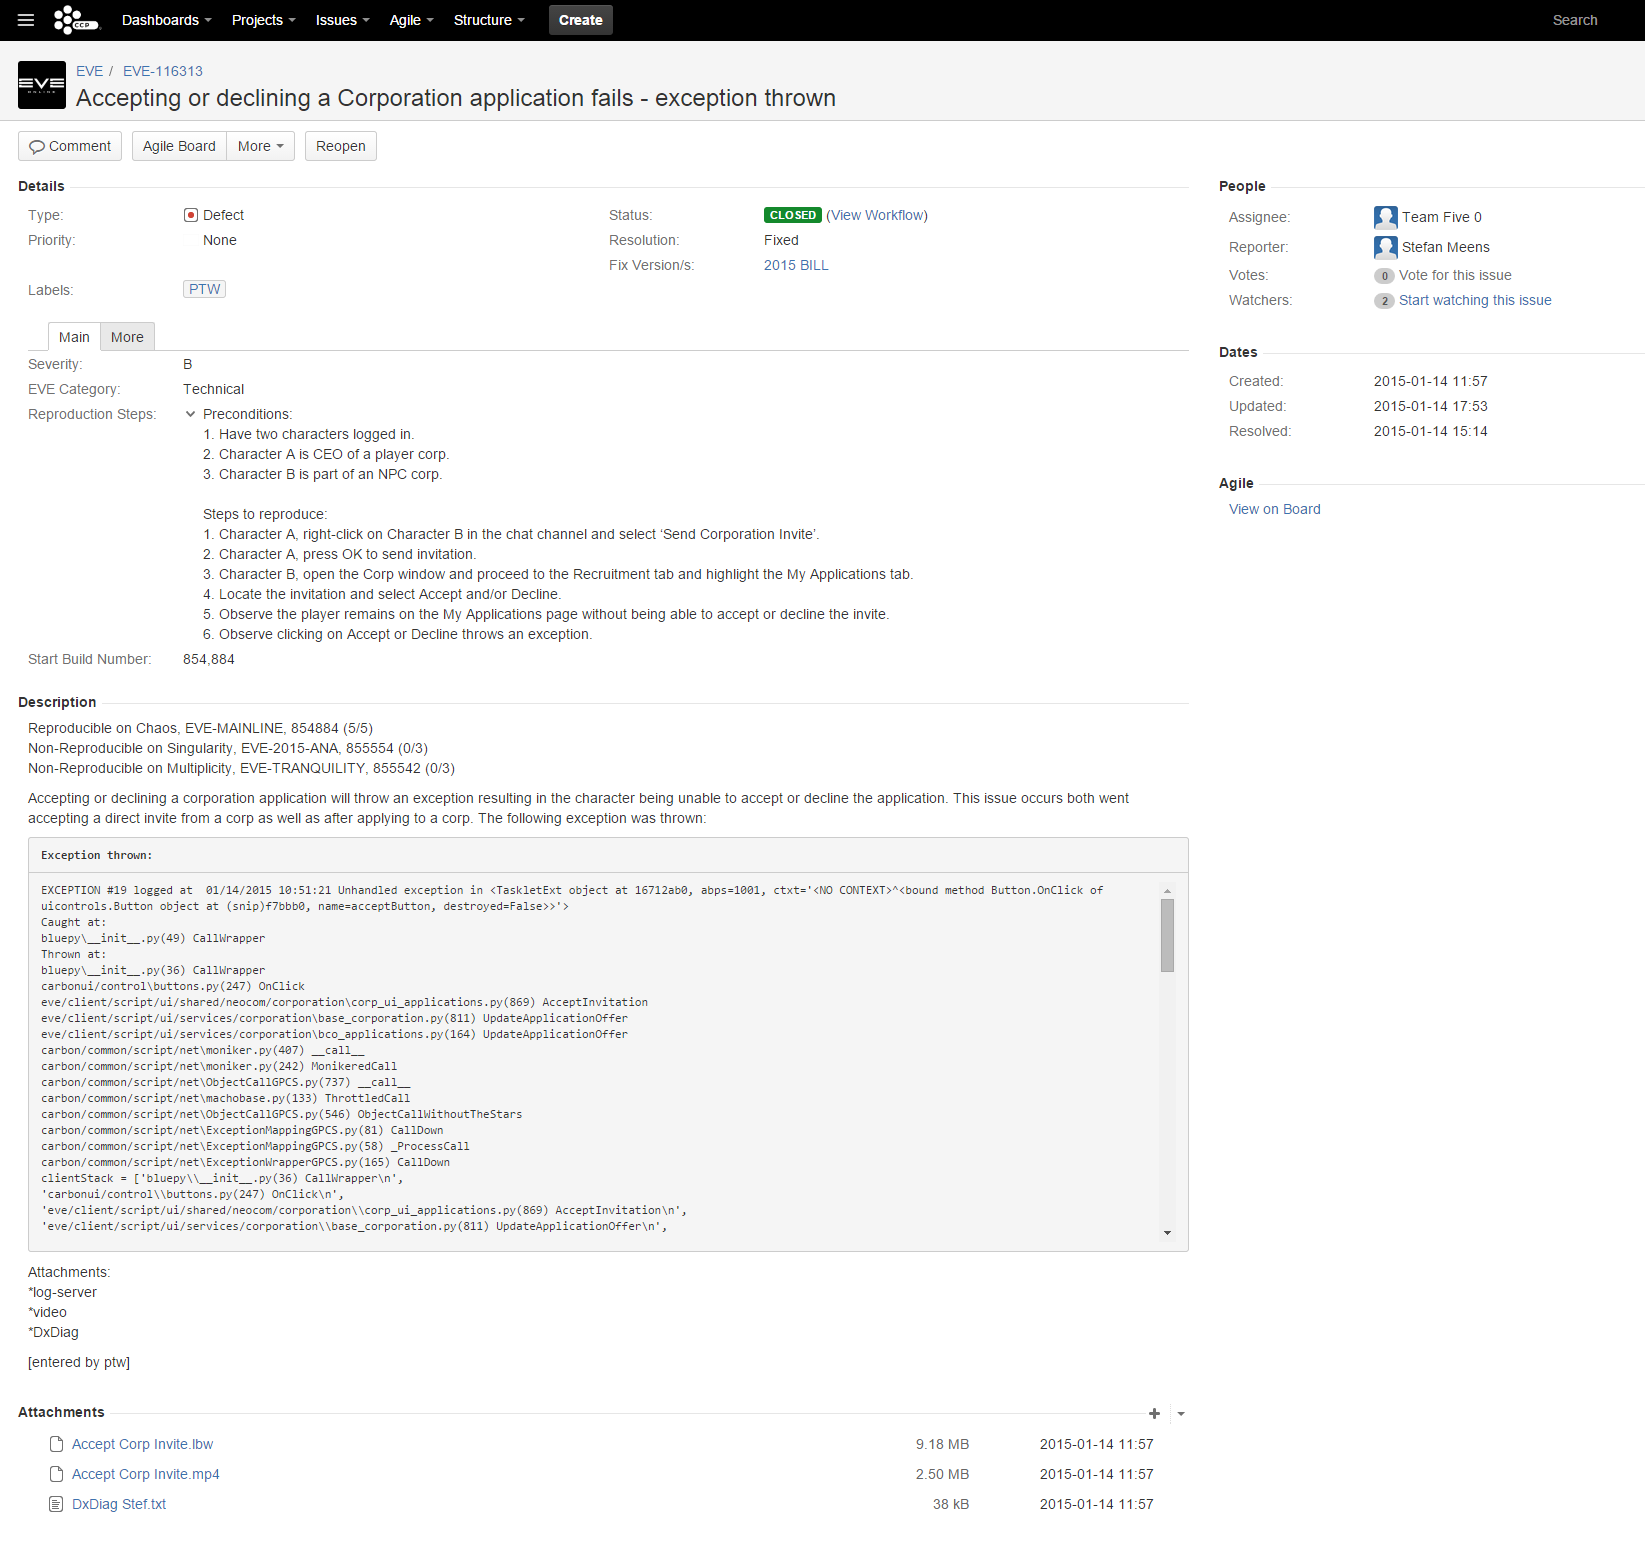 Dashboards Projects Issues Agile Structure Create Search
CCP
EVE ONLINE
EVE / EVE-116313
Accepting or declining a Corporation application fails - exception thrown
Comment Agile Board More Reopen
Details
Type: Defect
Status: CLOSED (View Workflow)
Priority: None
Resolution: Fixed
Fix Version/s: 2015 BILL
Labels: PTW
Main More
Severity: B
EVE Category: Technical
Reproduction Steps: Preconditions:
1. Have two characters logged in.
2. Character A is CEO of a player corp.
3. Character B is part of an NPC corp.
Steps to reproduce:
1. Character A, right-click on Character B in the chat channel and select ‘Send Corporation Invite’.
2. Character A, press OK to send invitation.
3. Character B, open the Corp window and proceed to the Recruitment tab and highlight the My Applications tab.
4. Locate the invitation and select Accept and/or Decline.
5. Observe the player remains on the My Applications page without being able to accept or decline the invite.
6. Observe clicking on Accept or Decline throws an exception.
Start Build Number: 854,884
Description
Reproducible on Chaos, EVE-MAINLINE, 854884 (5/5)
Non-Reproducible on Singularity, EVE-2015-ANA, 855554 (0/3)
Non-Reproducible on Multiplicity, EVE-TRANQUILITY, 855542 (0/3)
Accepting or declining a corporation application will throw an exception resulting in the character being unable to accept or decline the application. This issue occurs both went
accepting a direct invite from a corp as well as after applying to a corp. The following exception was thrown:
Exception thrown:
EXCEPTION #19 logged at  01/14/2015 10:51:21 Unhandled exception in <TaskletExt object at 16712ab0, abps=1001, ctxt='<NO CONTEXT>^<bound method Button.OnClick of
uicontrols.Button object at (snip)f7bbb0, name=acceptButton, destroyed=False>>'>
Caught at:
bluepy\__init__.py(49) CallWrapper
Thrown at:
bluepy\__init__.py(36) CallWrapper
carbonui/control\buttons.py(247) OnClick
eve/client/script/ui/shared/neocom/corporation\corp_ui_applications.py(869) AcceptInvitation
eve/client/script/ui/services/corporation\base_corporation.py(811) UpdateApplicationOffer
eve/client/script/ui/services/corporation\bco_applications.py(164) UpdateApplicationOffer
carbon/common/script/net\moniker.py(407) __call__
carbon/common/script/net\moniker.py(242) MonikeredCall
carbon/common/script/net\ObjectCallGPCS.py(737) __call__
carbon/common/script/net\machobase.py(133) ThrottledCall
carbon/common/script/net\ObjectCallGPCS.py(546) ObjectCallWithoutTheStars
carbon/common/script/net\ExceptionMappingGPCS.py(81) CallDown
carbon/common/script/net\ExceptionMappingGPCS.py(58) _ProcessCall
carbon/common/script/net\ExceptionWrapperGPCS.py(165) CallDown
clientStack = ['bluepy\\__init__.py(36) CallWrapper\n',
'carbonui/control\\buttons.py(247) OnClick\n',
'eve/client/script/ui/shared/neocom/corporation\\corp_ui_applications.py(869) AcceptInvitation\n',
'eve/client/script/ui/services/corporation\\base_corporation.py(811) UpdateApplicationOffer\n',
Attachments:
*log-server
*video
*DxDiag
[entered by ptw]
Attachments
Accept Corp Invite.lbw 9.18 MB 2015-01-14 11:57
Accept Corp Invite.mp4 2.50 MB 2015-01-14 11:57
DxDiag Stef.txt 38 kB 2015-01-14 11:57
People
Assignee: Team Five 0
Reporter: Stefan Meens
Votes: 0 Vote for this issue
Watchers: 2 Start watching this issue
Dates
Created: 2015-01-14 11:57
Updated: 2015-01-14 17:53
Resolved: 2015-01-14 15:14
Agile
View on Board